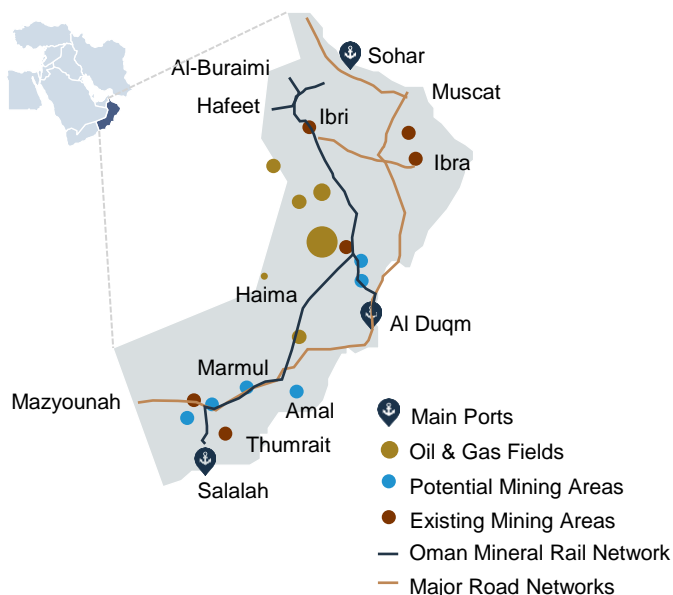 Sohar
Al-Buraimi
Muscat
Hafeet
Ibri
Ibra
Haima
Al Duqm
Marmul
Mazyounah
Amal
Main Ports
Thumrait
Oil & Gas Fields
Salalah
Potential Mining Areas
Existing Mining Areas
Oman Mineral Rail Network
Major Road Networks